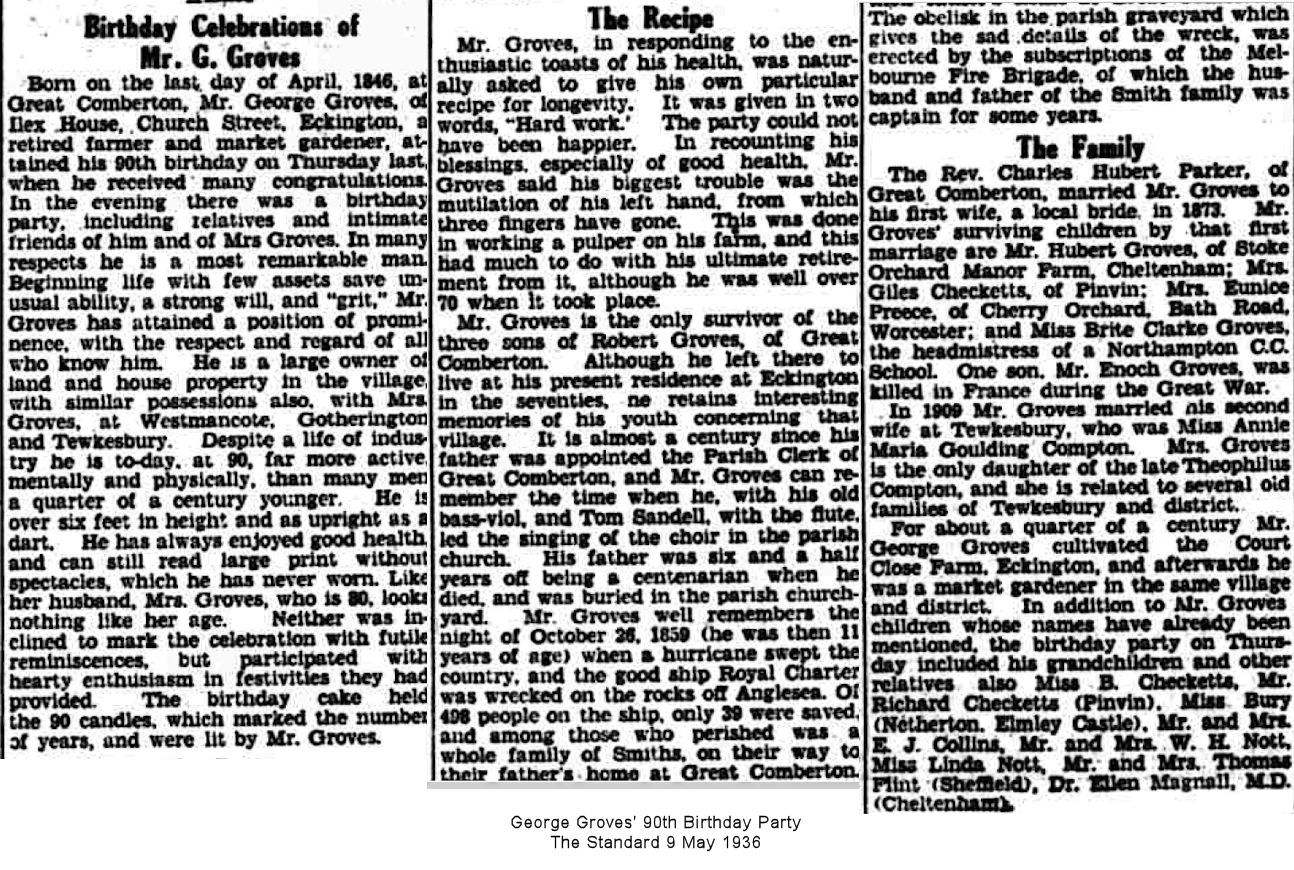 Birthday Celebrations of
Mr. G. Groves
Born on the last day of April, 1846, at
Great Comberton, Mr. George Groves, of
Ilex House, Church Street, Eckington, a
retired farmer and market gardener, at-
tained his 90th birthday on Thursday last,
when he received many congratulations.
In the evening there was a birthday
party, including relatives and intimate
friends of him and of Mrs Groves. In many
respects he is a most remarkable man.
Beginning life with few assets save un-
usual ability, a strong will, and "grit," Mr.
Groves has attained a position of promi-
nence, with the respect and regard of all
who know him. He is a large owner of
land and house property in the village,
with similar possessions also, with Mrs.
Groves, at Westmancote, Gotherington
and Tewkesbury. Despite a life of indus-
try he is to-day, at 90, far more active,
mentally and physically, than many men
a quarter of a century younger. He is
over six feet in height and as upright as a
dart. He has always enjoyed good health,
and can still read large print without
spectacles, which he has never worn. Like
her husband, Mrs. Groves, who is 80, looks
nothing like her age. Neither was in-
clined to mark the celebration with futile
reminiscences, but participated with
hearty enthusiasm in festivities they had
provided. The birthday cake held
the 90 candles, which marked the number
of years, and were lit by Mr. Groves.
The Recipe
Mr. Groves, in responding to the en-
thusiastic toasts of his health, was natur-
ally asked to give his own particular
recipe for longevity. It was given in two
words, "Hard work.' The party could not
have been happier. In recounting his
blessings, especially of good health, Mr.
Groves said his biggest trouble was the
mutilation of his left hand, from which
three fingers have gone. This was done
in working a pulper on his farm, and this
had much to do with his ultimate retire-
ment from it, although he was well over
70 when it took place.
Mr. Groves is the only survivor of the
three sons of Robert Groves, of Great
Comberton. Although he left there to
live at his present residence at Eckington
in the seventies, he retains interesting
memories of his youth concerning that
village. It is almost a century since his
father was appointed the Parish Clerk of
Great Comberton, and Mr. Groves can re-
member the time when he, with his old
bass-viol, and Tom Sandell, with the flute,
led the singing of the choir in the parish
church. His father was six and a half
years off being a centenarian when he
died, and was buried in the parish church-
yard. Mr. Groves well remembers the
night of October 26, 1859 (he was then 11
years of age) when a hurricane swept the
country, and the good ship Royal Charter
was wrecked on the rocks off Anglesea. Of
498 people on the ship, only 39 were saved,
and among those who perished was a
whole family of Smiths, on their way to
their father's home at Great Comberton.
The obelisk in the parish graveyard which
gives the sad details of the wreck, was
erected by the subscriptions of the Mel-
bourne Fire Brigade, of which the hus-
band and father of the Smith family was
captain for some years.
The Family
The Rev. Charles Hubert Parker, of
Great Comberton, married Mr. Groves to
his first wife, a local bride, in 1873. Mr.
Groves' surviving children by that first
marriage are Mr. Hubert Groves, of Stoke
Orchard Manor Farm, Cheltenham; Mrs.
Giles Checketts, of Pinvin; Mrs. Eunice
Preece, of Cherry Orchard, Bath Road,
Worcester; and Miss Brite Clarke Groves,
the headmistress of a Northampton C.C.
School. One son, Mr. Enoch Groves, was
killed in France during the Great War.
In 1909 Mr. Groves married his second
wife at Tewkesbury, who was Miss Annie
Maria Goulding Compton. Mrs. Groves
is the only daughter of the late Theophilus
Compton, and she is related to several old
families of Tewkesbury and district.
For about a quarter of a century Mr.
George Groves cultivated the Court
Close Farm, Eckington, and afterwards he
was a market gardener in the same village
and district. In addition to Mr. Groves
children whose names have already been
mentioned, the birthday party on Thurs-
day included his grandchildren and other
relatives also Miss B. Checketts, Mr.
Richard Checketts (Pinvin), Miss Bury
(Netherton, Elmley Castle), Mr. and Mrs.
E. J. Collins, Mr. and Mrs. W. H. Nott,
Miss Linda Nott, Mr. and Mrs. Thomas
Flint (Sheffield), Dr. Ellen Magnall, M.D.
(Cheltenham).
George Groves' 90th Birthday Party
The Standard 9 May 1936